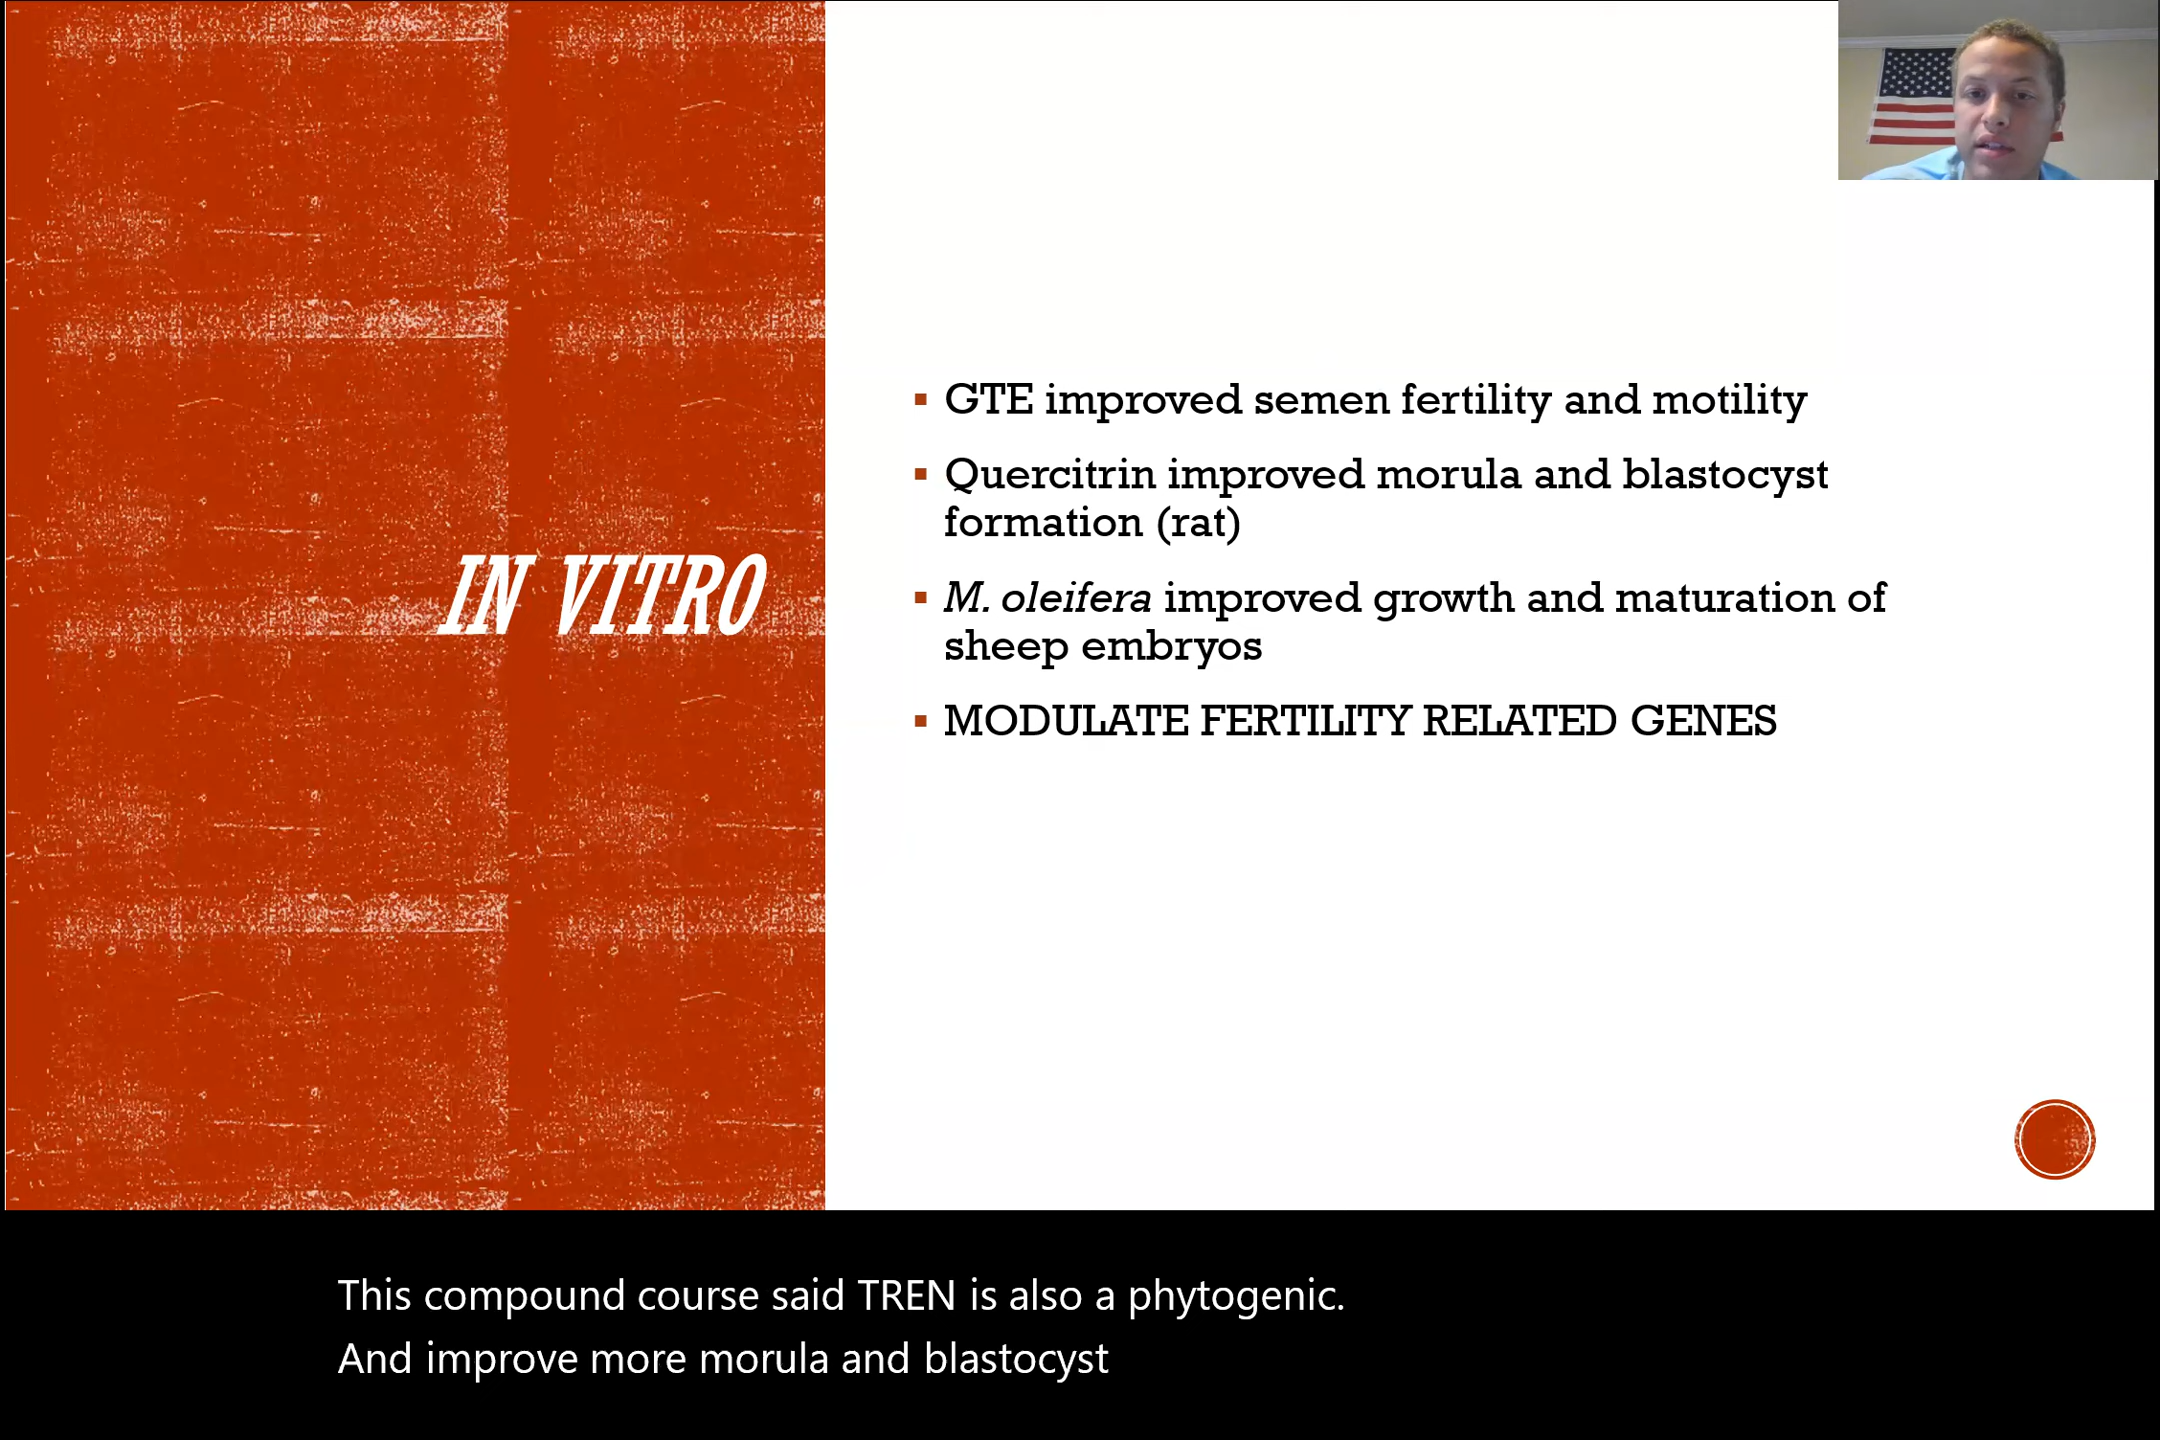 IN VITRO
GTE improved semen fertility and motility
Quercitrin improved morula and blastocyst
formation (rat)
M. oleifera improved growth and maturation of
sheep embryos
MODULATE FERTILITY RELATED GENES
This compound course said TREN is also a phytogenic.
And improve more morula and blastocyst